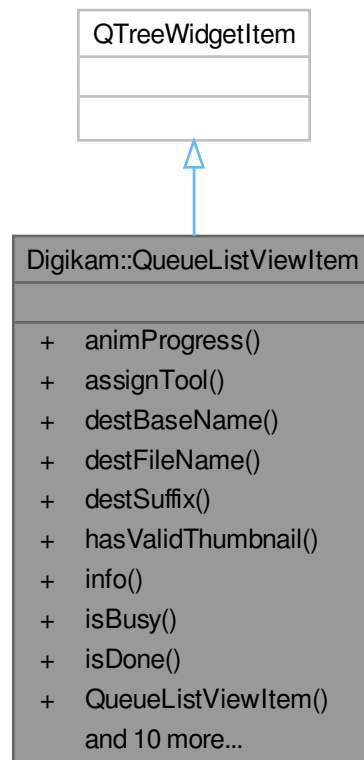 QTreeWidgetItem
Digikam::QueueListViewItem
+ animProgress()
+ assignTool()
+ destBaseName()
+ destFileName()
+ destSuffix()
+ hasValidThumbnail()
+ info()
+ isBusy()
+ isDone()
+ QueueListViewItem()
and 10 more...